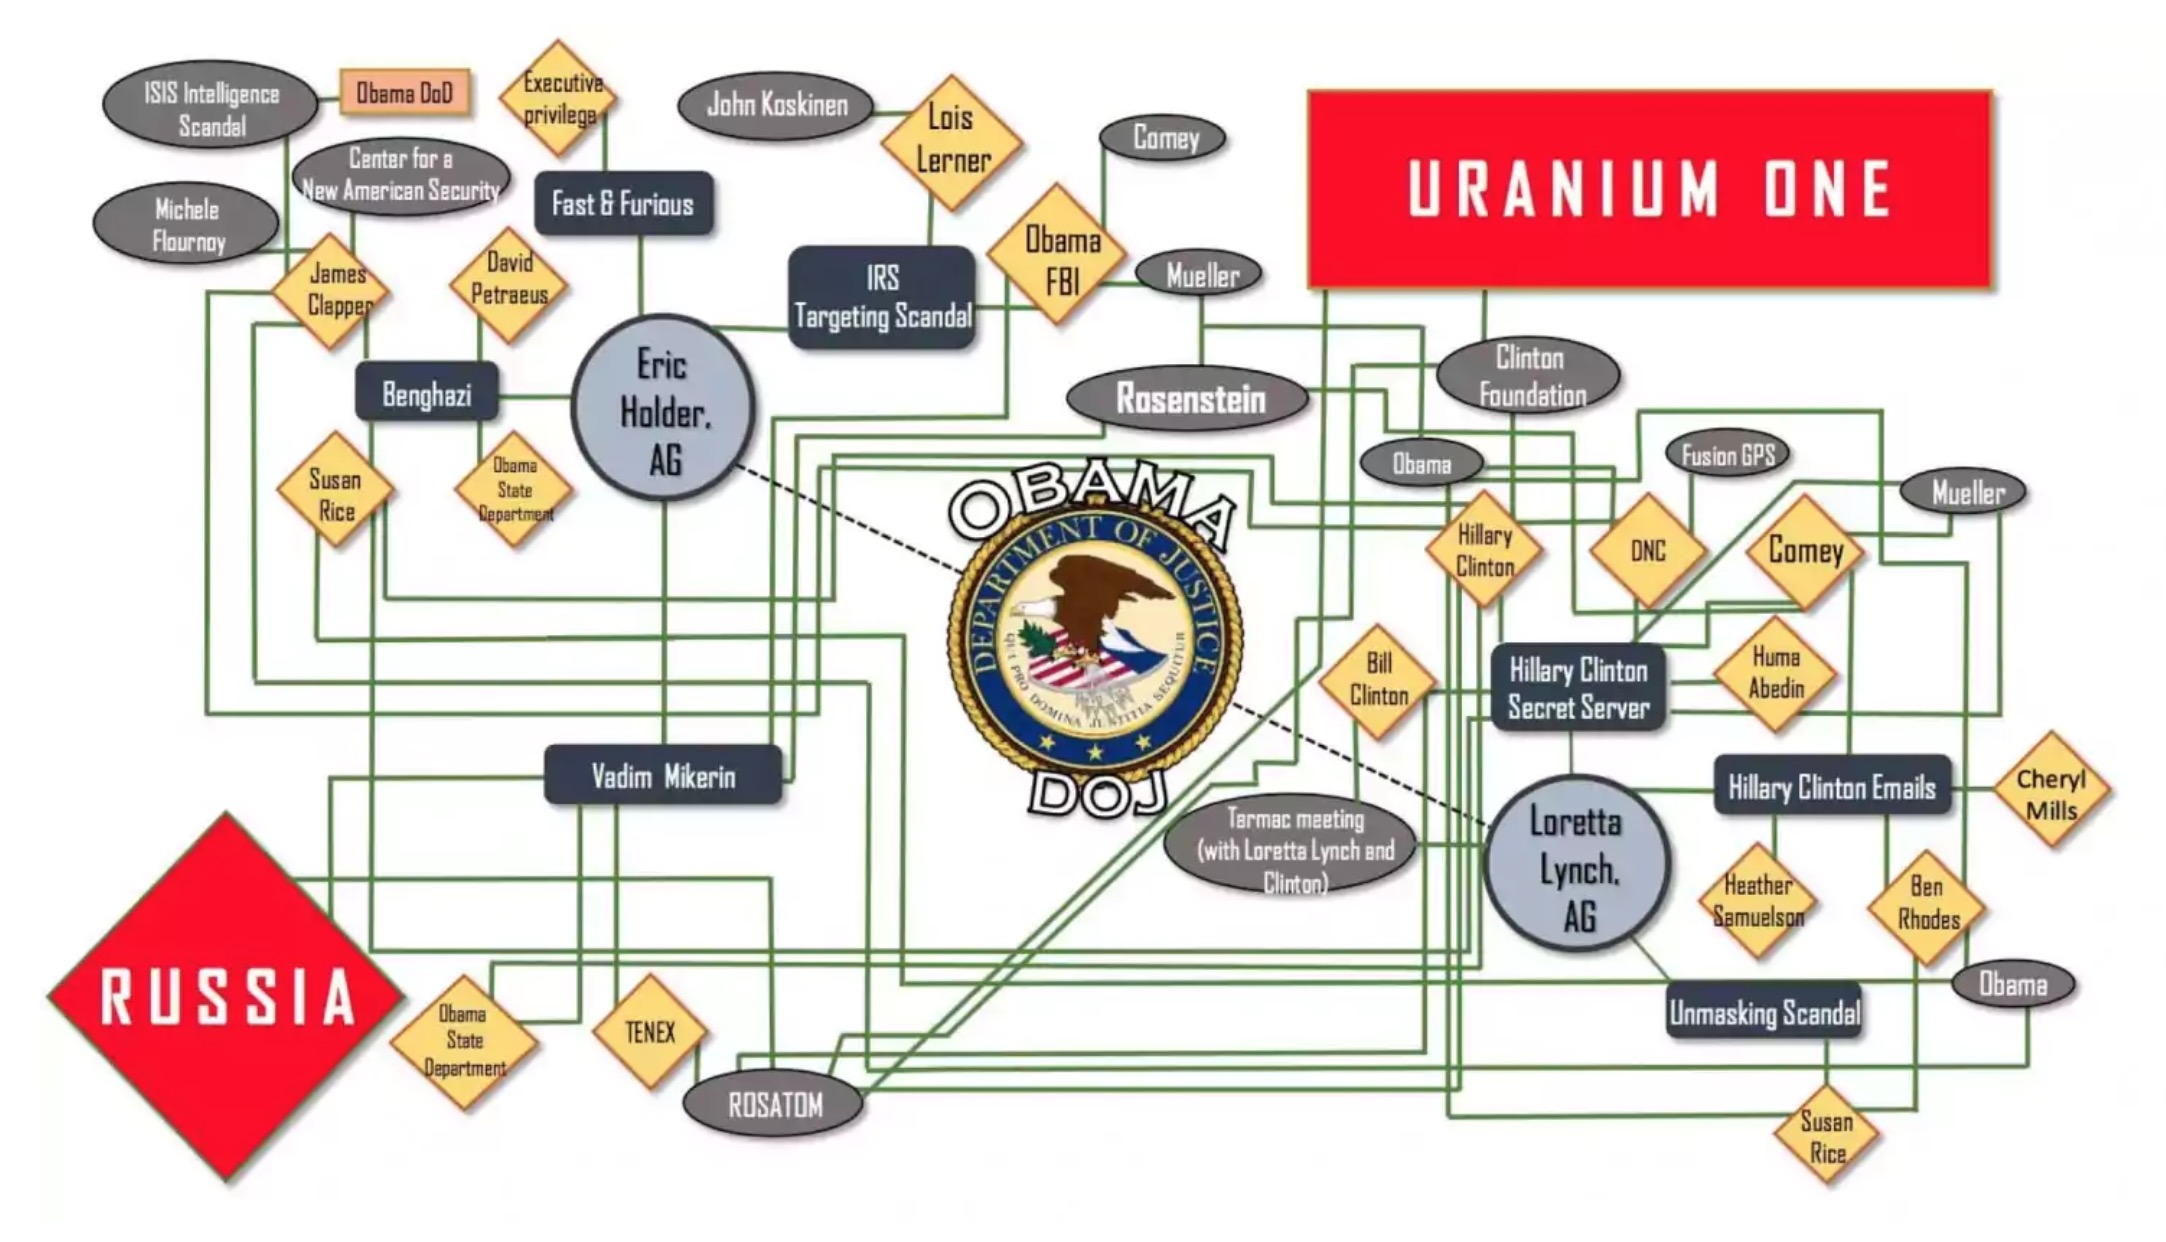 ISIS Intelligence
Scandal
Obama DoD
Executive
privilege
John Koskinen
Lois
Lerner
Comey
URANIUM ONE
Center for a
New American Security
Michele
Flournoy
Fast & Furious
James
Clapper
David
Petraeus
IRS
Targeting Scandal
Obama
FBI
Mueller
Eric
Holder,
AG
Benghazi
Rosenstein
Clinton
Foundation
Susan
Rice
Obama
State
Department
Obama
Fusion GPS
Mueller
Hillary
Clinton
DNC
Comey
OBAMA
DEPARTMENT OF JUSTICE
QUI PRO DOMINA JUSTITIA SEQUITUR
DOJ
Bill
Clinton
Hillary Clinton
Secret Server
Huma
Abedin
Vadim Mikerin
Hillary Clinton Emails
Cheryl
Mills
Tarmac meeting
(with Loretta Lynch and
Clinton)
Loretta
Lynch,
AG
Heather
Samuelson
Ben
Rhodes
RUSSIA
Obama
State
Department
TENEX
ROSATOM
Obama
Unmasking Scandal
Susan
Rice